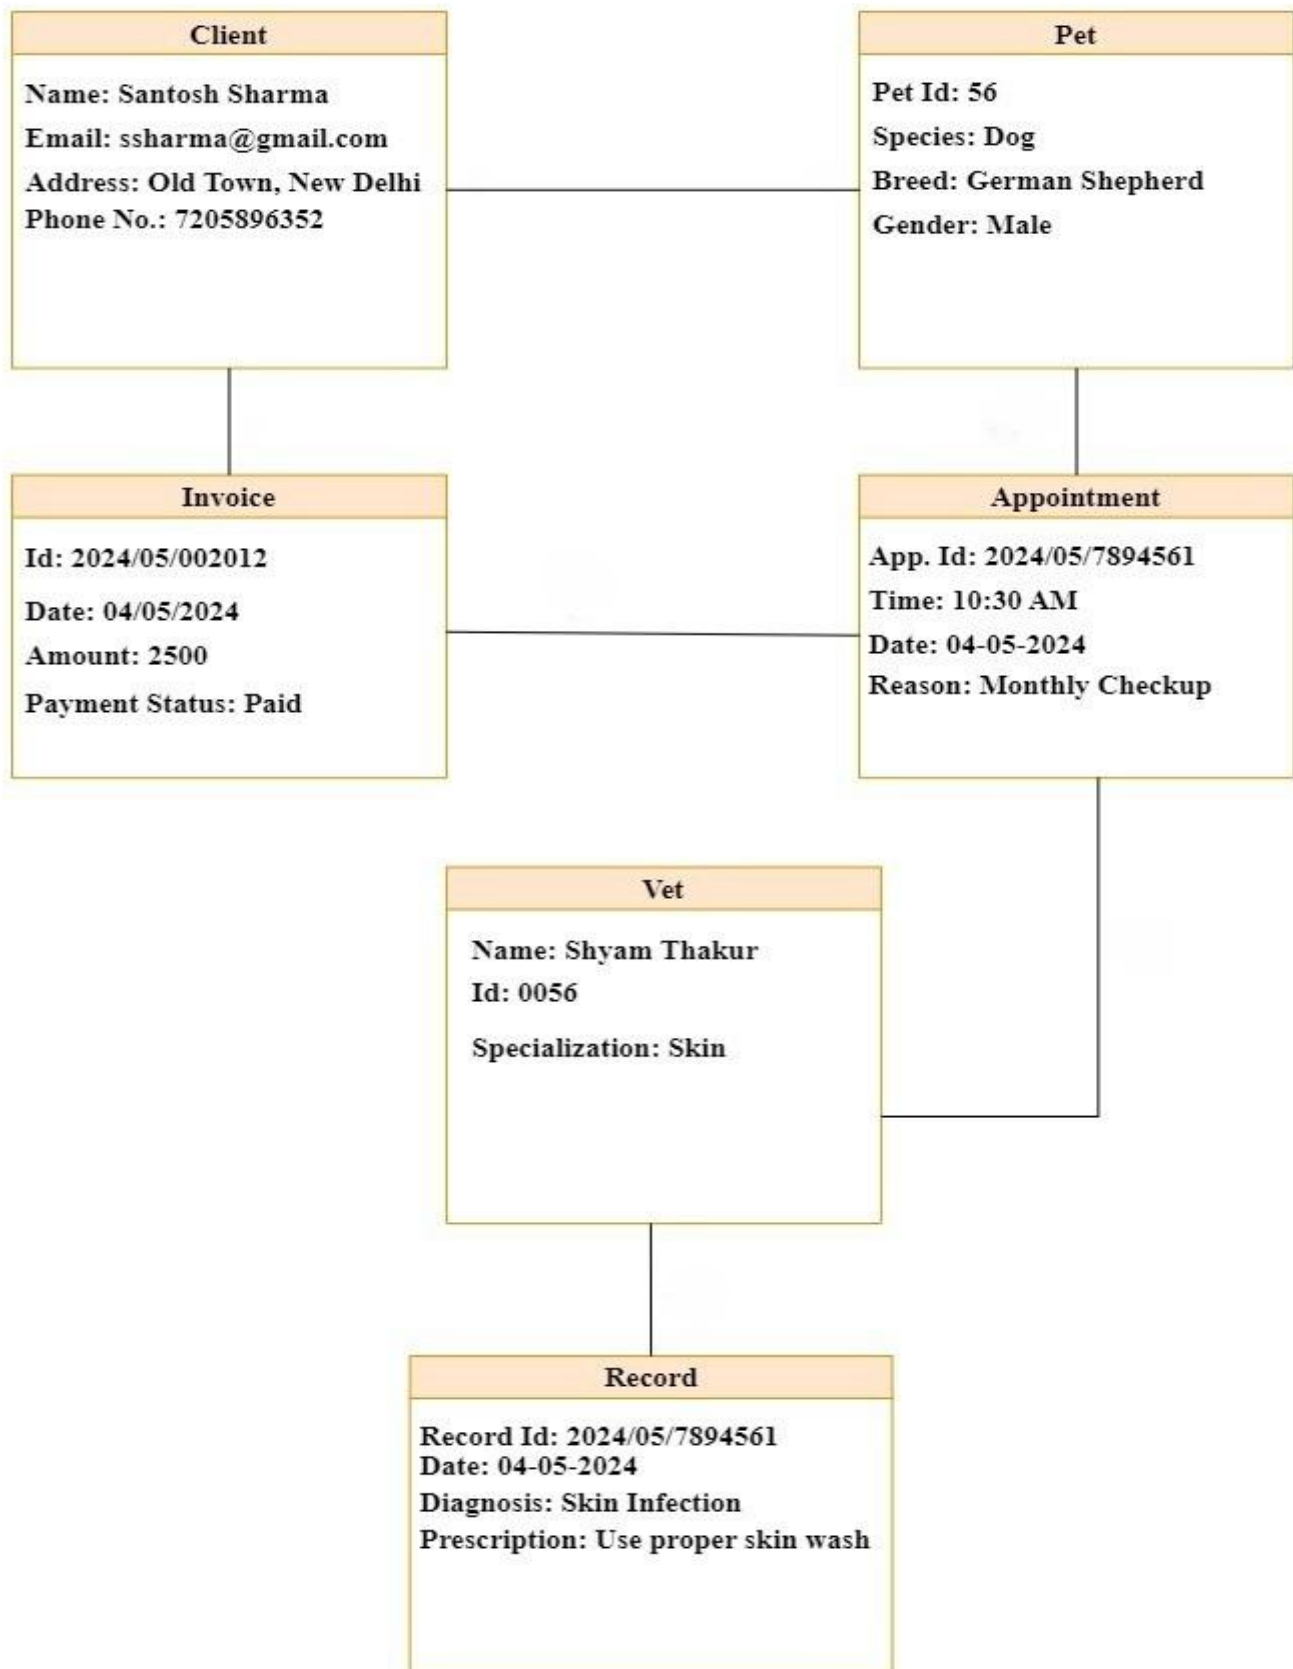 Client
Name: Santosh Sharma
Email: ssharma@gmail.com
Address: Old Town, New Delhi
Phone No.: 7205896352
Pet
Pet Id: 56
Species: Dog
Breed: German Shepherd
Gender: Male
Invoice
Id: 2024/05/002012
Date: 04/05/2024
Amount: 2500
Payment Status: Paid
Appointment
App. Id: 2024/05/7894561
Time: 10:30 AM
Date: 04-05-2024
Reason: Monthly Checkup
Vet
Name: Shyam Thakur
Id: 0056
Specialization: Skin
Record
Record Id: 2024/05/7894561
Date: 04-05-2024
Diagnosis: Skin Infection
Prescription: Use proper skin wash